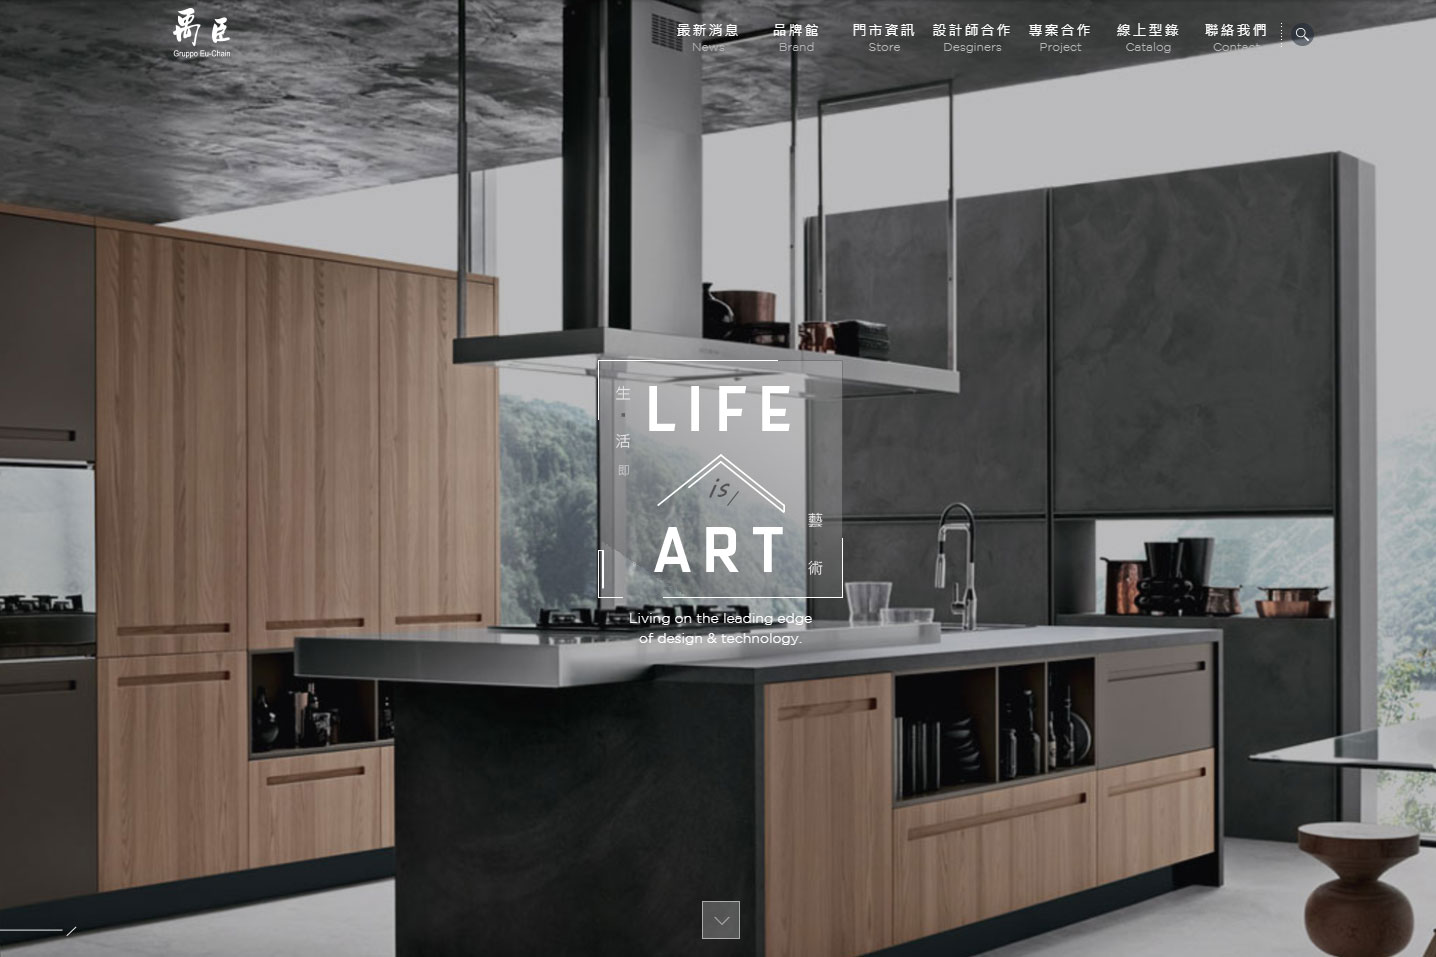 禹臣
Gruppo Eu-Chain
最新消息
News
品牌館
Brand
門市資訊
Store
設計師合作
Desginers
專案合作
Project
線上型錄
Catalog
聯絡我們
Contact
生
活
即
LIFE
is
ART
藝
術
Living on the leading edge
of design & technology.